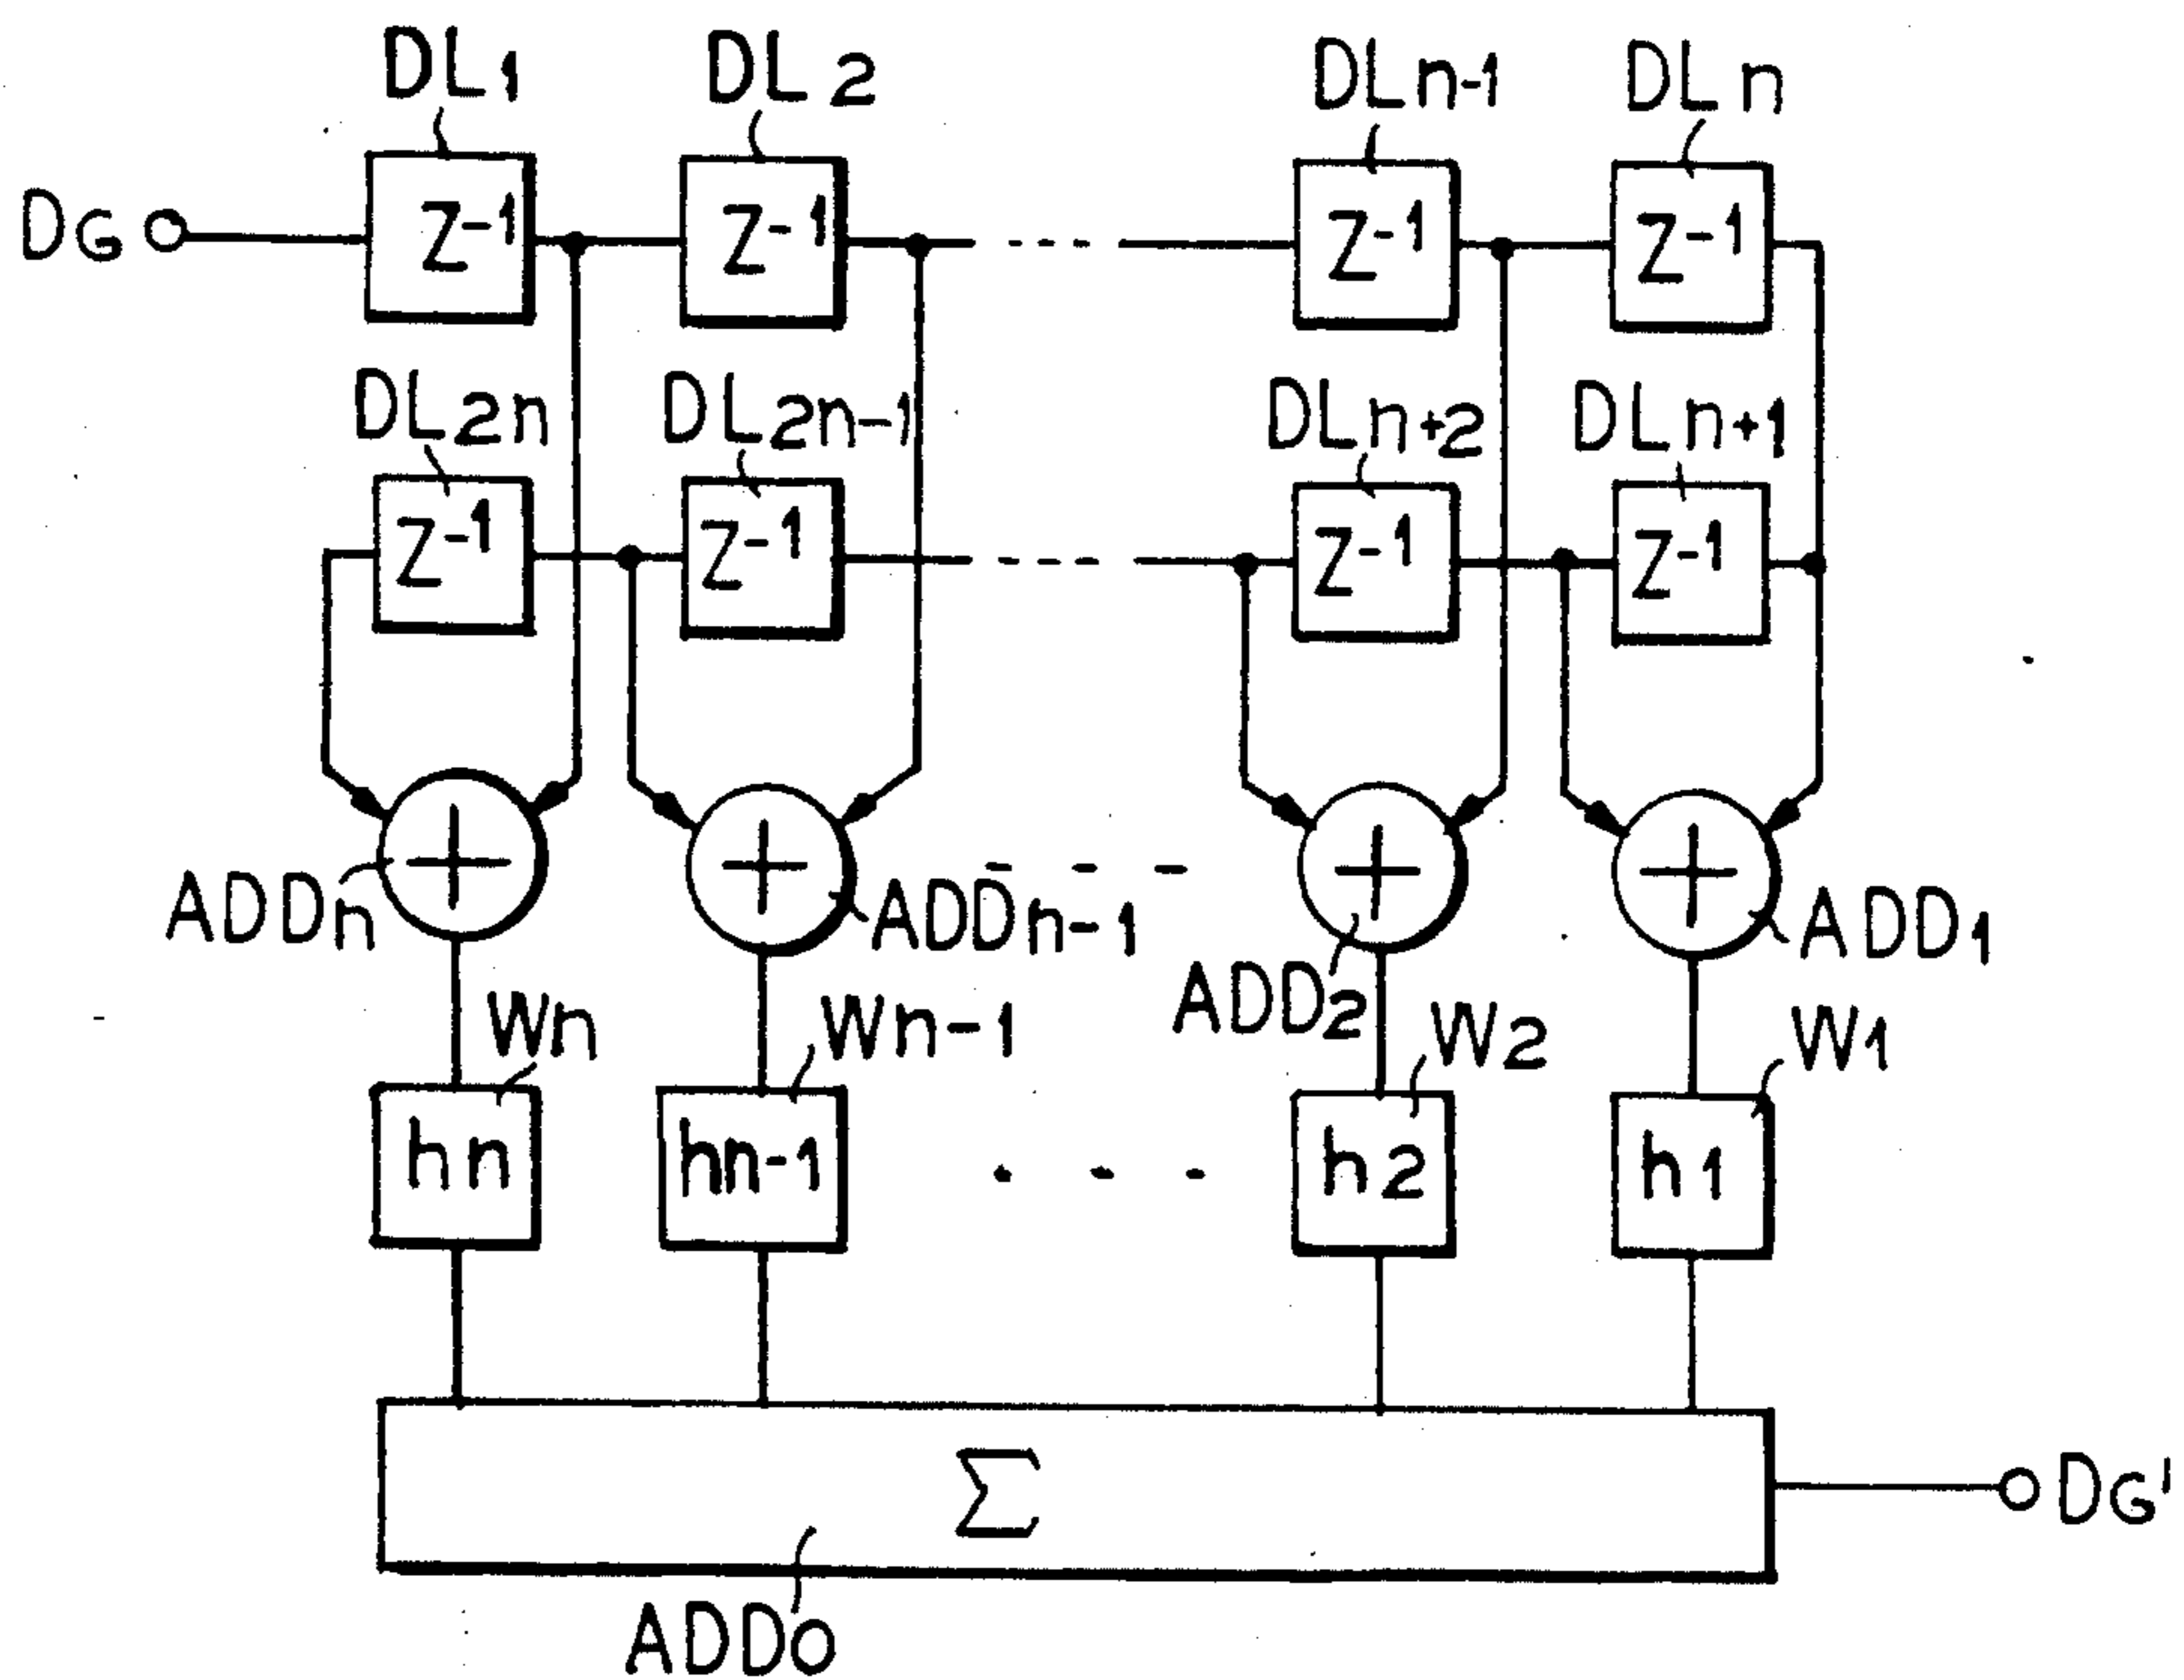 DL1 DL2 DLn-1 DLn
DG Z-1 Z-1 Z-1 Z-1
DL2n DL2n-1 DLn+2 DLn+1
Z-1 Z-1 Z-1 Z-1
+ + + +
ADDn ADDn-1 ADD2 ADD1
Wn Wn-1 W2 W1
hn hn-1 h2 h1
Σ DG'
ADD0